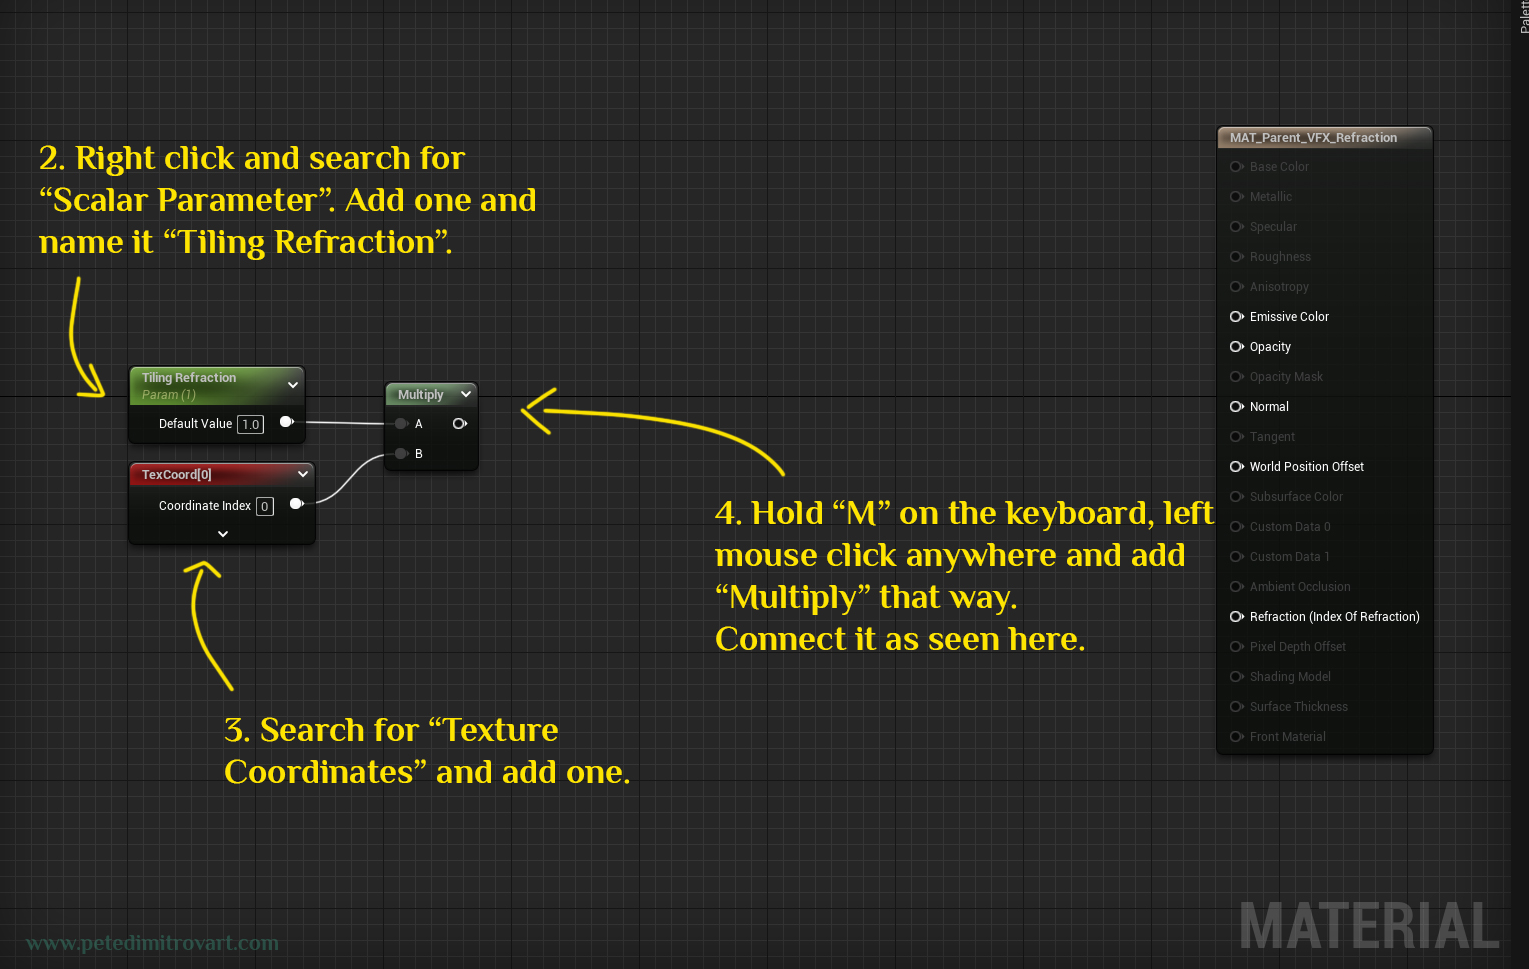 Palett
MAT_Parent_VFX_Refraction
Base Color
Metallic
Specular
Roughness
Anisotropy
Emissive Color
Opacity
Opacity Mask
Normal
Tangent
World Position Offset
Subsurface Color
Custom Data 0
Custom Data 1
Ambient Occlusion
Refraction (Index Of Refraction)
Pixel Depth Offset
Shading Model
Surface Thickness
Front Material
2. Right click and search for
“Scalar Parameter”. Add one and
name it “Tiling Refraction”.
Tiling Refraction
Param (1)
Default Value 1.0
Multiply
A
B
TexCoord[0]
Coordinate Index 0
4. Hold “M” on the keyboard, left
mouse click anywhere and add
“Multiply” that way.
Connect it as seen here.
3. Search for “Texture
Coordinates” and add one.
www.petedimitrovart.com
MATERIAL